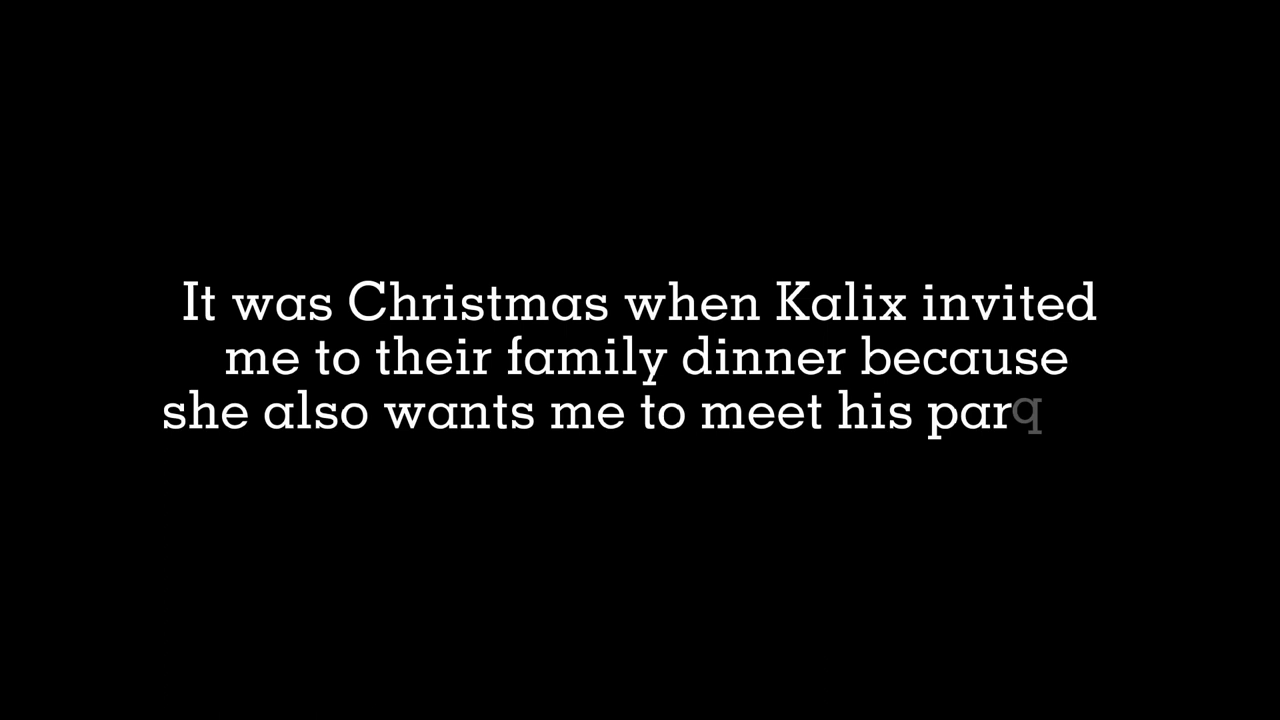 It was Christmas when Kalix invited
me to their family dinner because
she also wants me to meet his parq